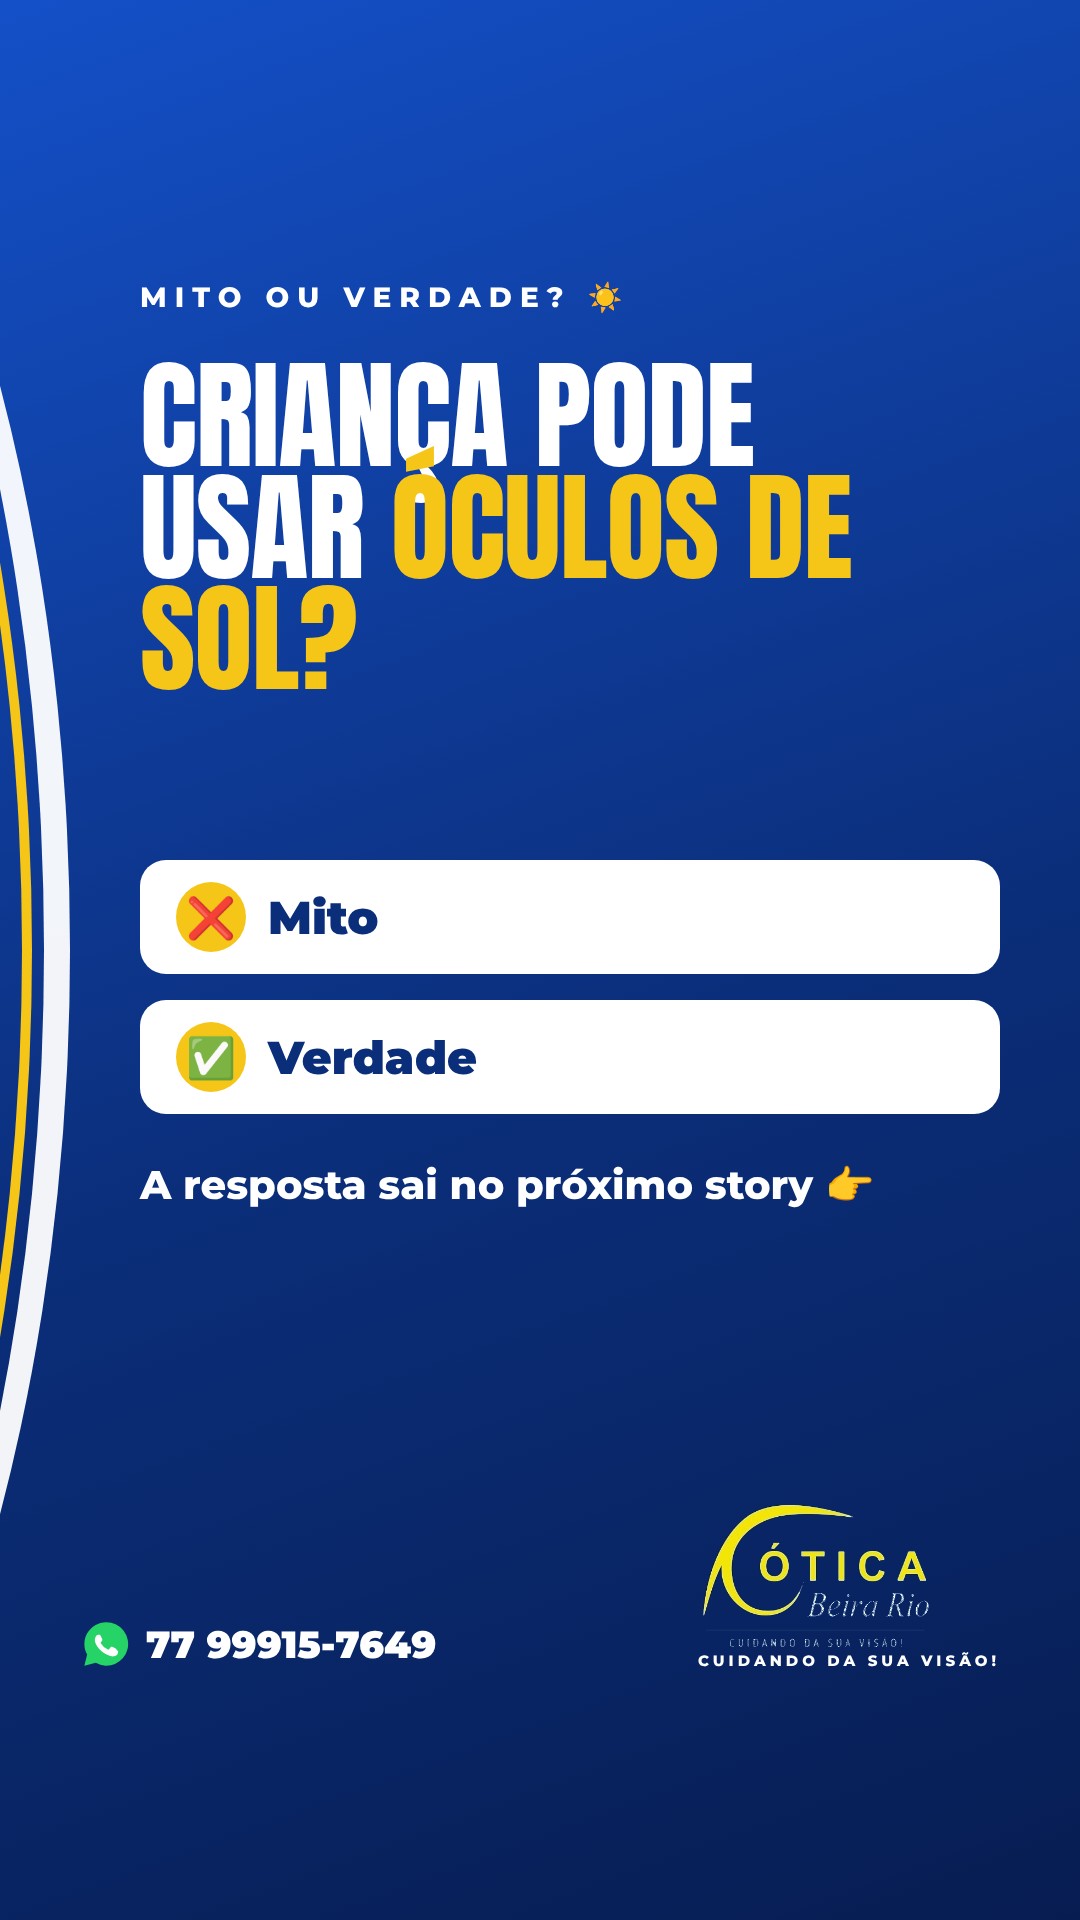 MITO OU VERDADE? ☀️
CRIANÇA PODE
USAR ÓCULOS DE
SOL?
❌ Mito
✅ Verdade
A resposta sai no próximo story 👉
ÓTICA
Beira Rio
CUIDANDO DA SUA VISÃO!
77 99915-7649
CUIDANDO DA SUA VISÃO!